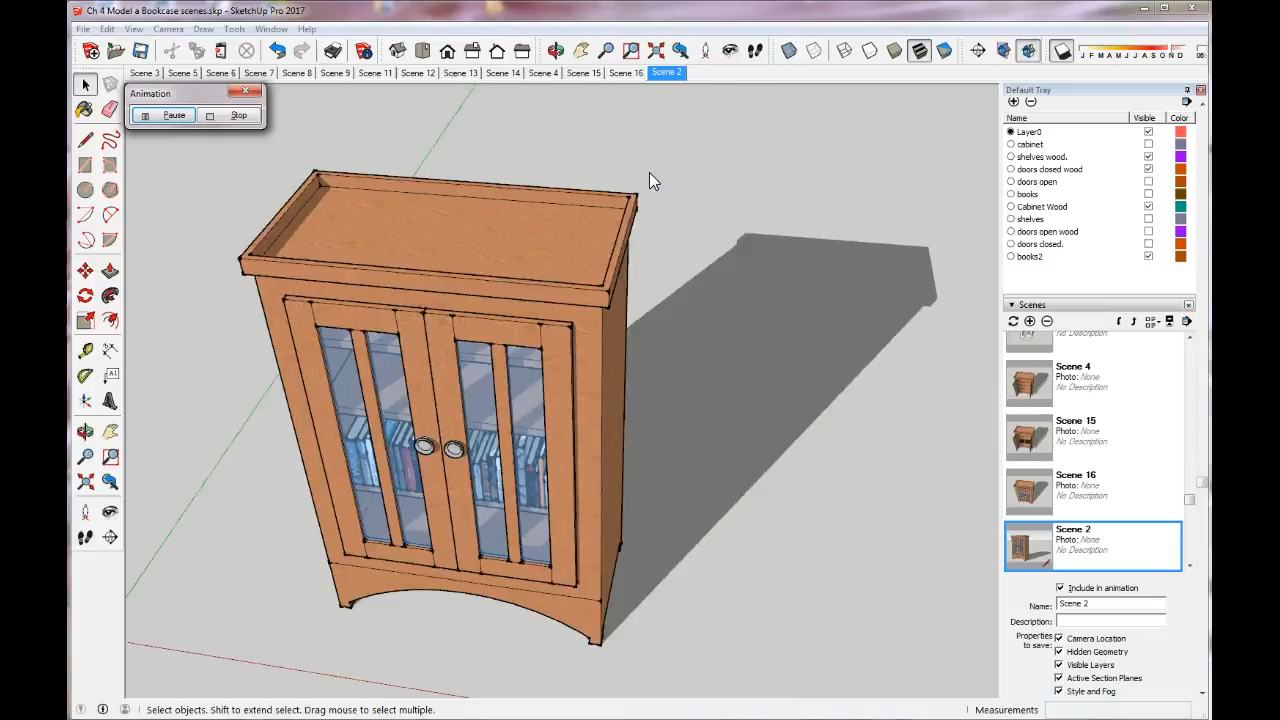 Ch 4 Model a Bookcase scenes.skp - SketchUp Pro 2017
File Edit View Camera Draw Tools Window Help
J F M A M J J A S O N D 06:
Scene 3 Scene 5 Scene 6 Scene 7 Scene 8 Scene 9 Scene 11 Scene 12 Scene 13 Scene 14 Scene 4 Scene 15 Scene 16 Scene 2
Animation
Pause Stop
A1
Default Tray
Name Visible Color
Layer0
cabinet
shelves wood.
doors closed wood
doors open
books
Cabinet Wood
shelves
doors open wood
doors closed.
books2
Scenes
No Description
Scene 4
Photo: None
No Description
Scene 15
Photo: None
No Description
Scene 16
Photo: None
No Description
Scene 2
Photo: None
No Description
Include in animation
Name: Scene 2
Description:
Properties to save:
Camera Location
Hidden Geometry
Visible Layers
Active Section Planes
Style and Fog
Select objects. Shift to extend select. Drag mouse to select multiple.
Measurements